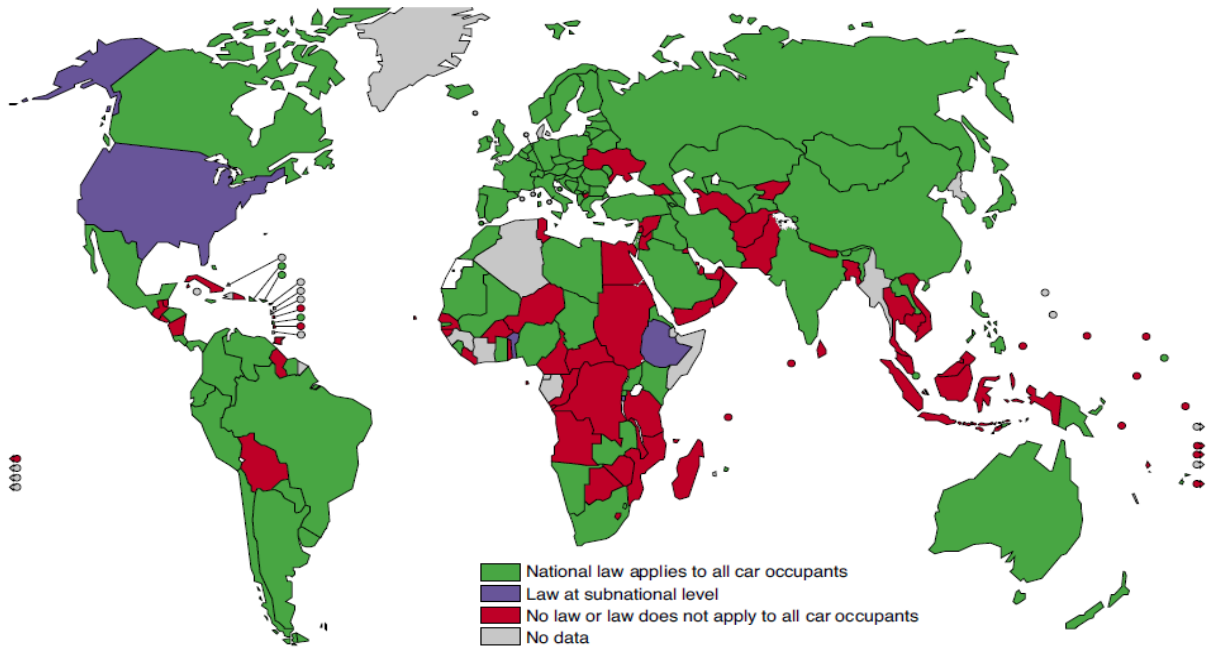 National law applies to all car occupants
Law at subnational level
No law or law does not apply to all car occupants
No data